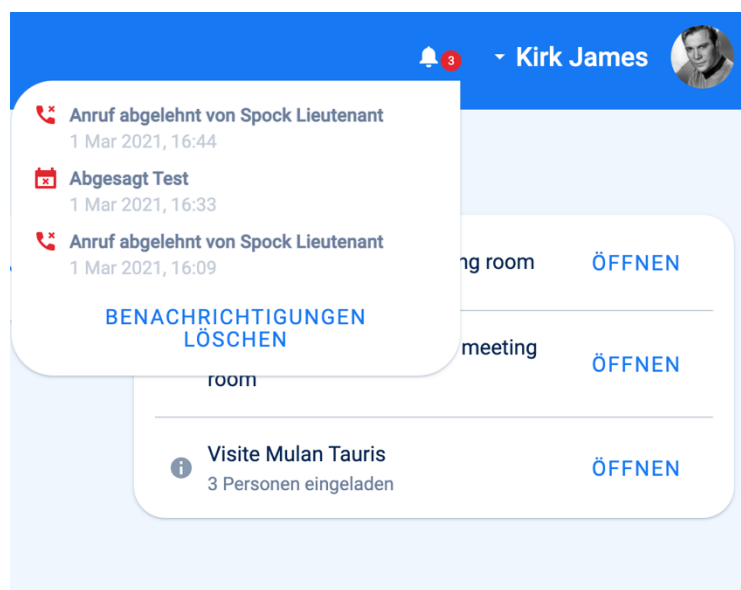 3
Kirk James
Anruf abgelehnt von Spock Lieutenant
1 Mar 2021, 16:44
Abgesagt Test
1 Mar 2021, 16:33
Anruf abgelehnt von Spock Lieutenant
1 Mar 2021, 16:09
BENACHRICHTIGUNGEN
LÖSCHEN
room ÖFFNEN
meeting
room
ÖFFNEN
Visite Mulan Tauris
3 Personen eingeladen
ÖFFNEN